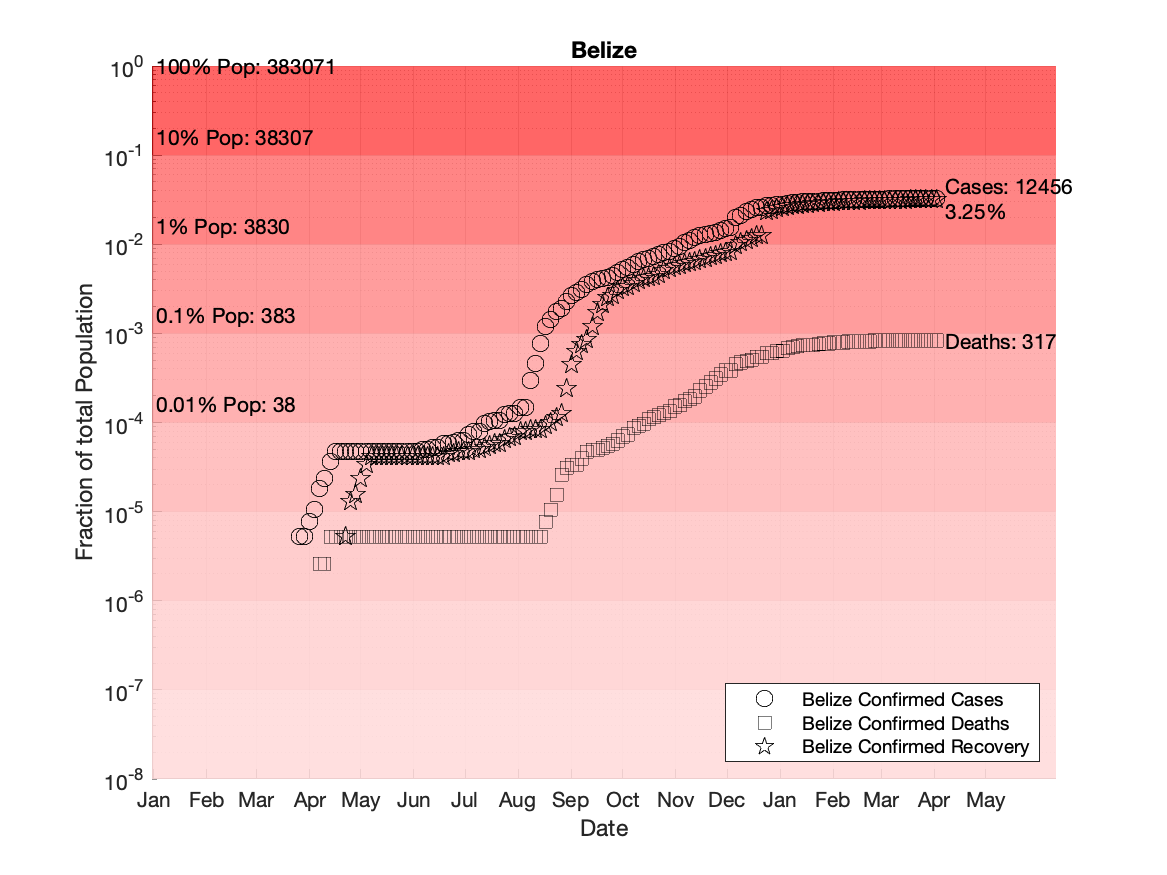 Belize
10^0
100% Pop: 383071
10% Pop: 38307
10^-1
Cases: 12456
3.25%
1% Pop: 3830
10^-2
0.1% Pop: 383
10^-3
Deaths: 317
0.01% Pop: 38
10^-4
10^-5
10^-6
10^-7
10^-8
Fraction of total Population
Belize Confirmed Cases
Belize Confirmed Deaths
Belize Confirmed Recovery
Jan Feb Mar Apr May Jun Jul Aug Sep Oct Nov Dec Jan Feb Mar Apr May
Date